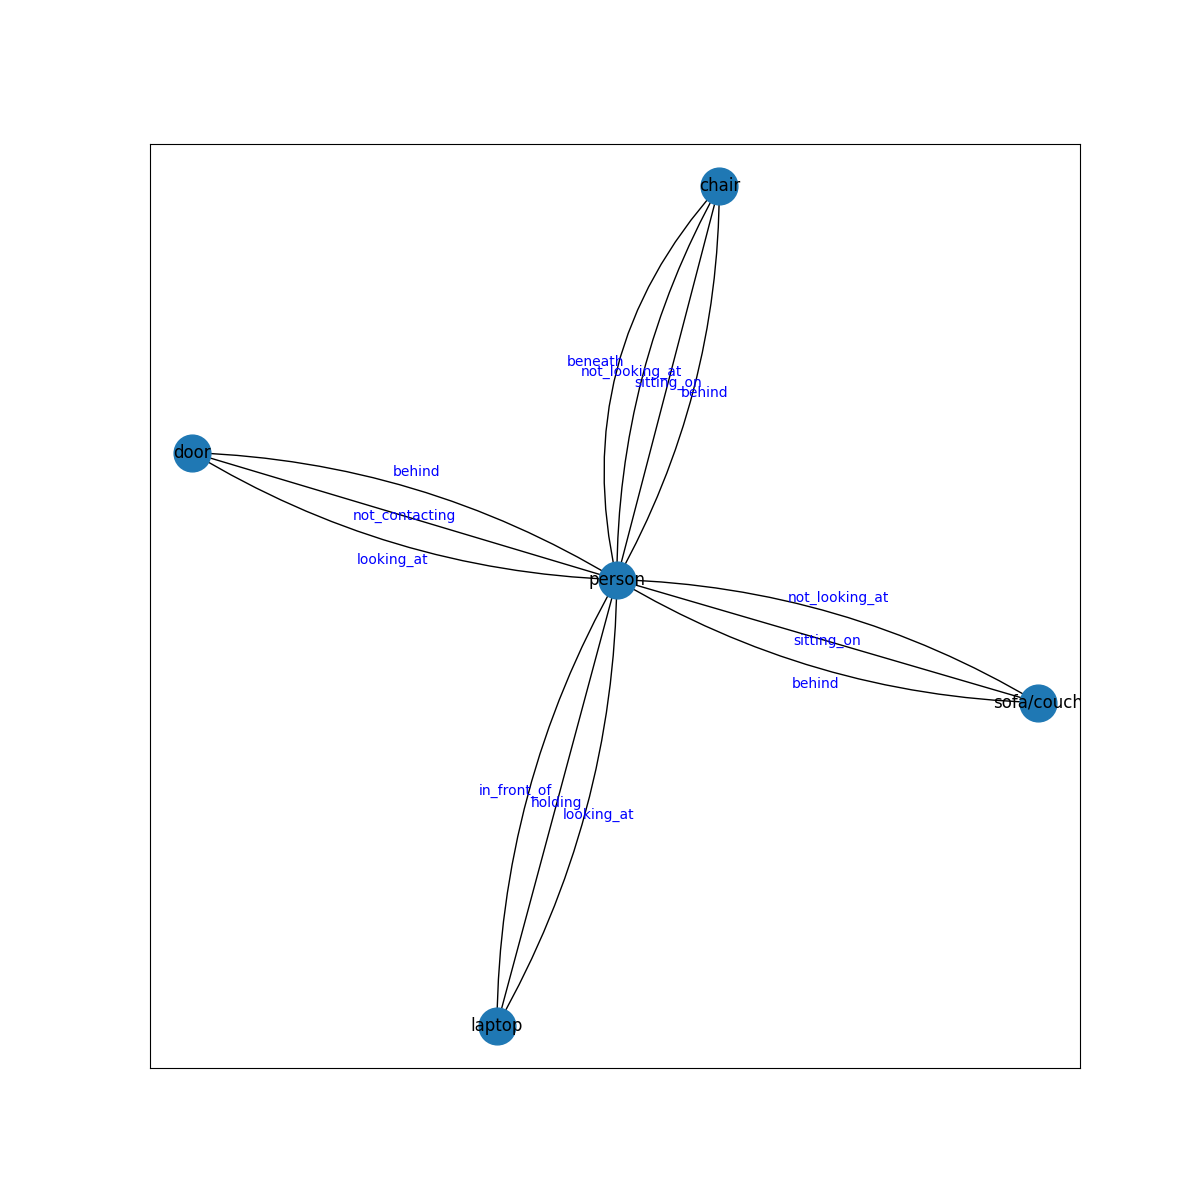 chair
beneath
not_looking_at
sitting_on
behind
door
behind
not_contacting
looking_at
person
not_looking_at
sitting_on
behind
sofa/couch
in_front_of
holding
looking_at
laptop